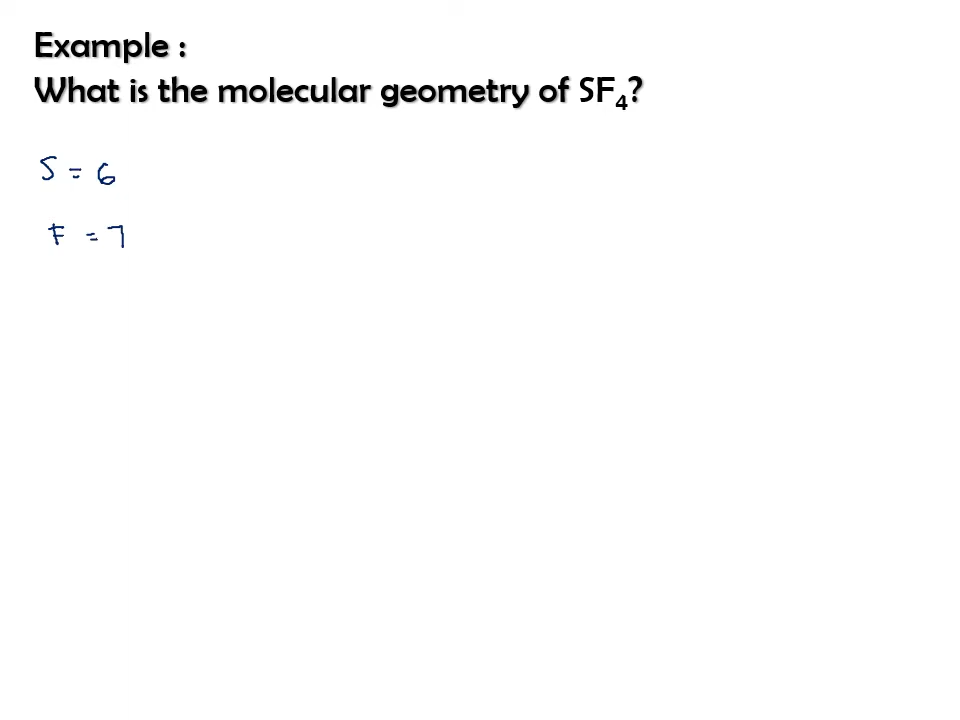 Example :
What is the molecular geometry of SF₄?
S = 6
F = 7